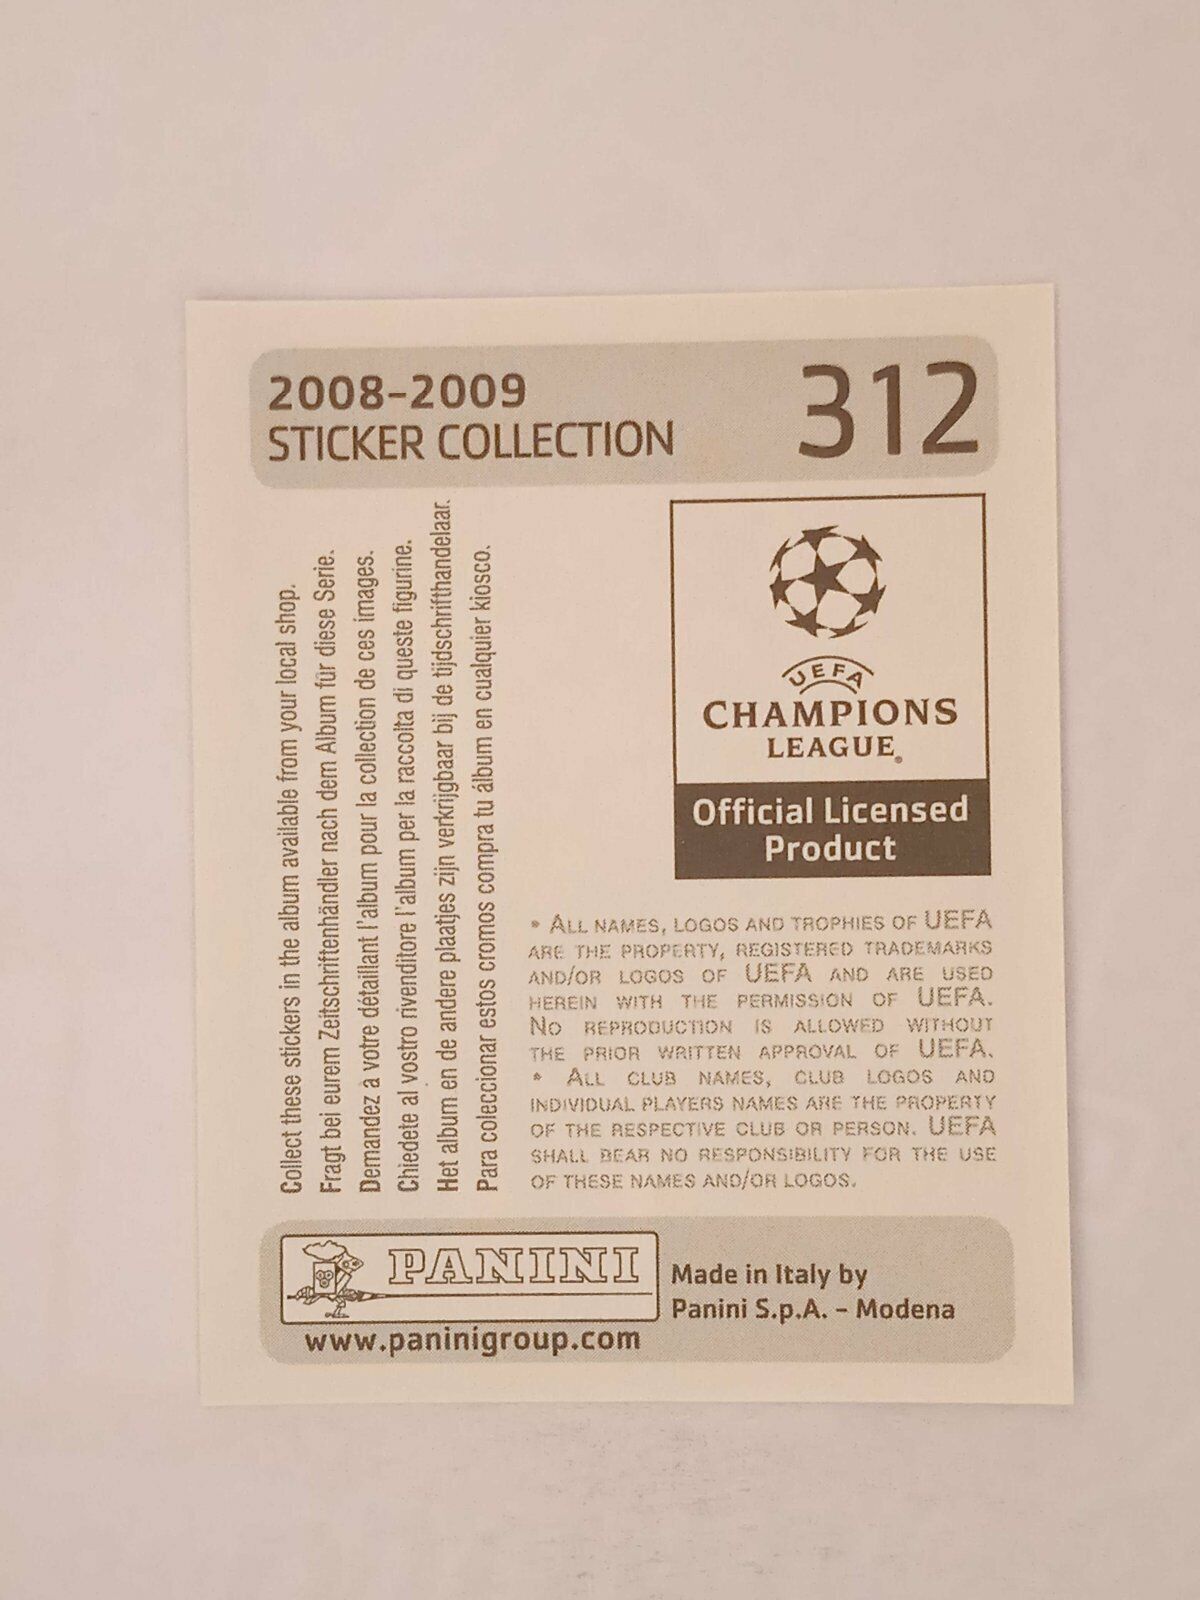 2008-2009
STICKER COLLECTION
312
Collect these stickers in the album available from your local shop.
Fragt bei eurem Zeitschriftenhändler nach dem Album für diese Serie.
Demandez à votre détaillant l'album pour la collection de ces images.
Chiedete al vostro rivenditore l'album per la raccolta di queste figurine.
Het album en de andere plaatjes zijn verkrijgbaar bij de tijdschrifthandelaar.
Para coleccionar estos cromos compra tu álbum en cualquier kiosco.
UEFA
CHAMPIONS
LEAGUE®
Official Licensed
Product
* ALL NAMES, LOGOS AND TROPHIES OF UEFA
ARE THE PROPERTY, REGISTERED TRADEMARKS
AND/OR LOGOS OF UEFA AND ARE USED
HEREIN WITH THE PERMISSION OF UEFA.
NO REPRODUCTION IS ALLOWED WITHOUT
THE PRIOR WRITTEN APPROVAL OF UEFA.
* ALL CLUB NAMES, CLUB LOGOS AND
INDIVIDUAL PLAYERS NAMES ARE THE PROPERTY
OF THE RESPECTIVE CLUB OR PERSON. UEFA
SHALL BEAR NO RESPONSIBILITY FOR THE USE
OF THESE NAMES AND/OR LOGOS.
PANINI
www.paninigroup.com
Made in Italy by
Panini S.p.A. - Modena